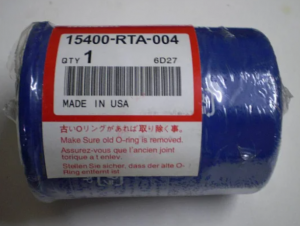 15400-RTA-004
QTY 1 6D27
MADE IN USA
古いOリングがあれば取り除く事。
Make Sure old O-ring is removed.
Assurez-vous que l'ancien joint
torique a t enlev.
Stellen Sie sicher, dass der alte O-
Ring entfernt ist